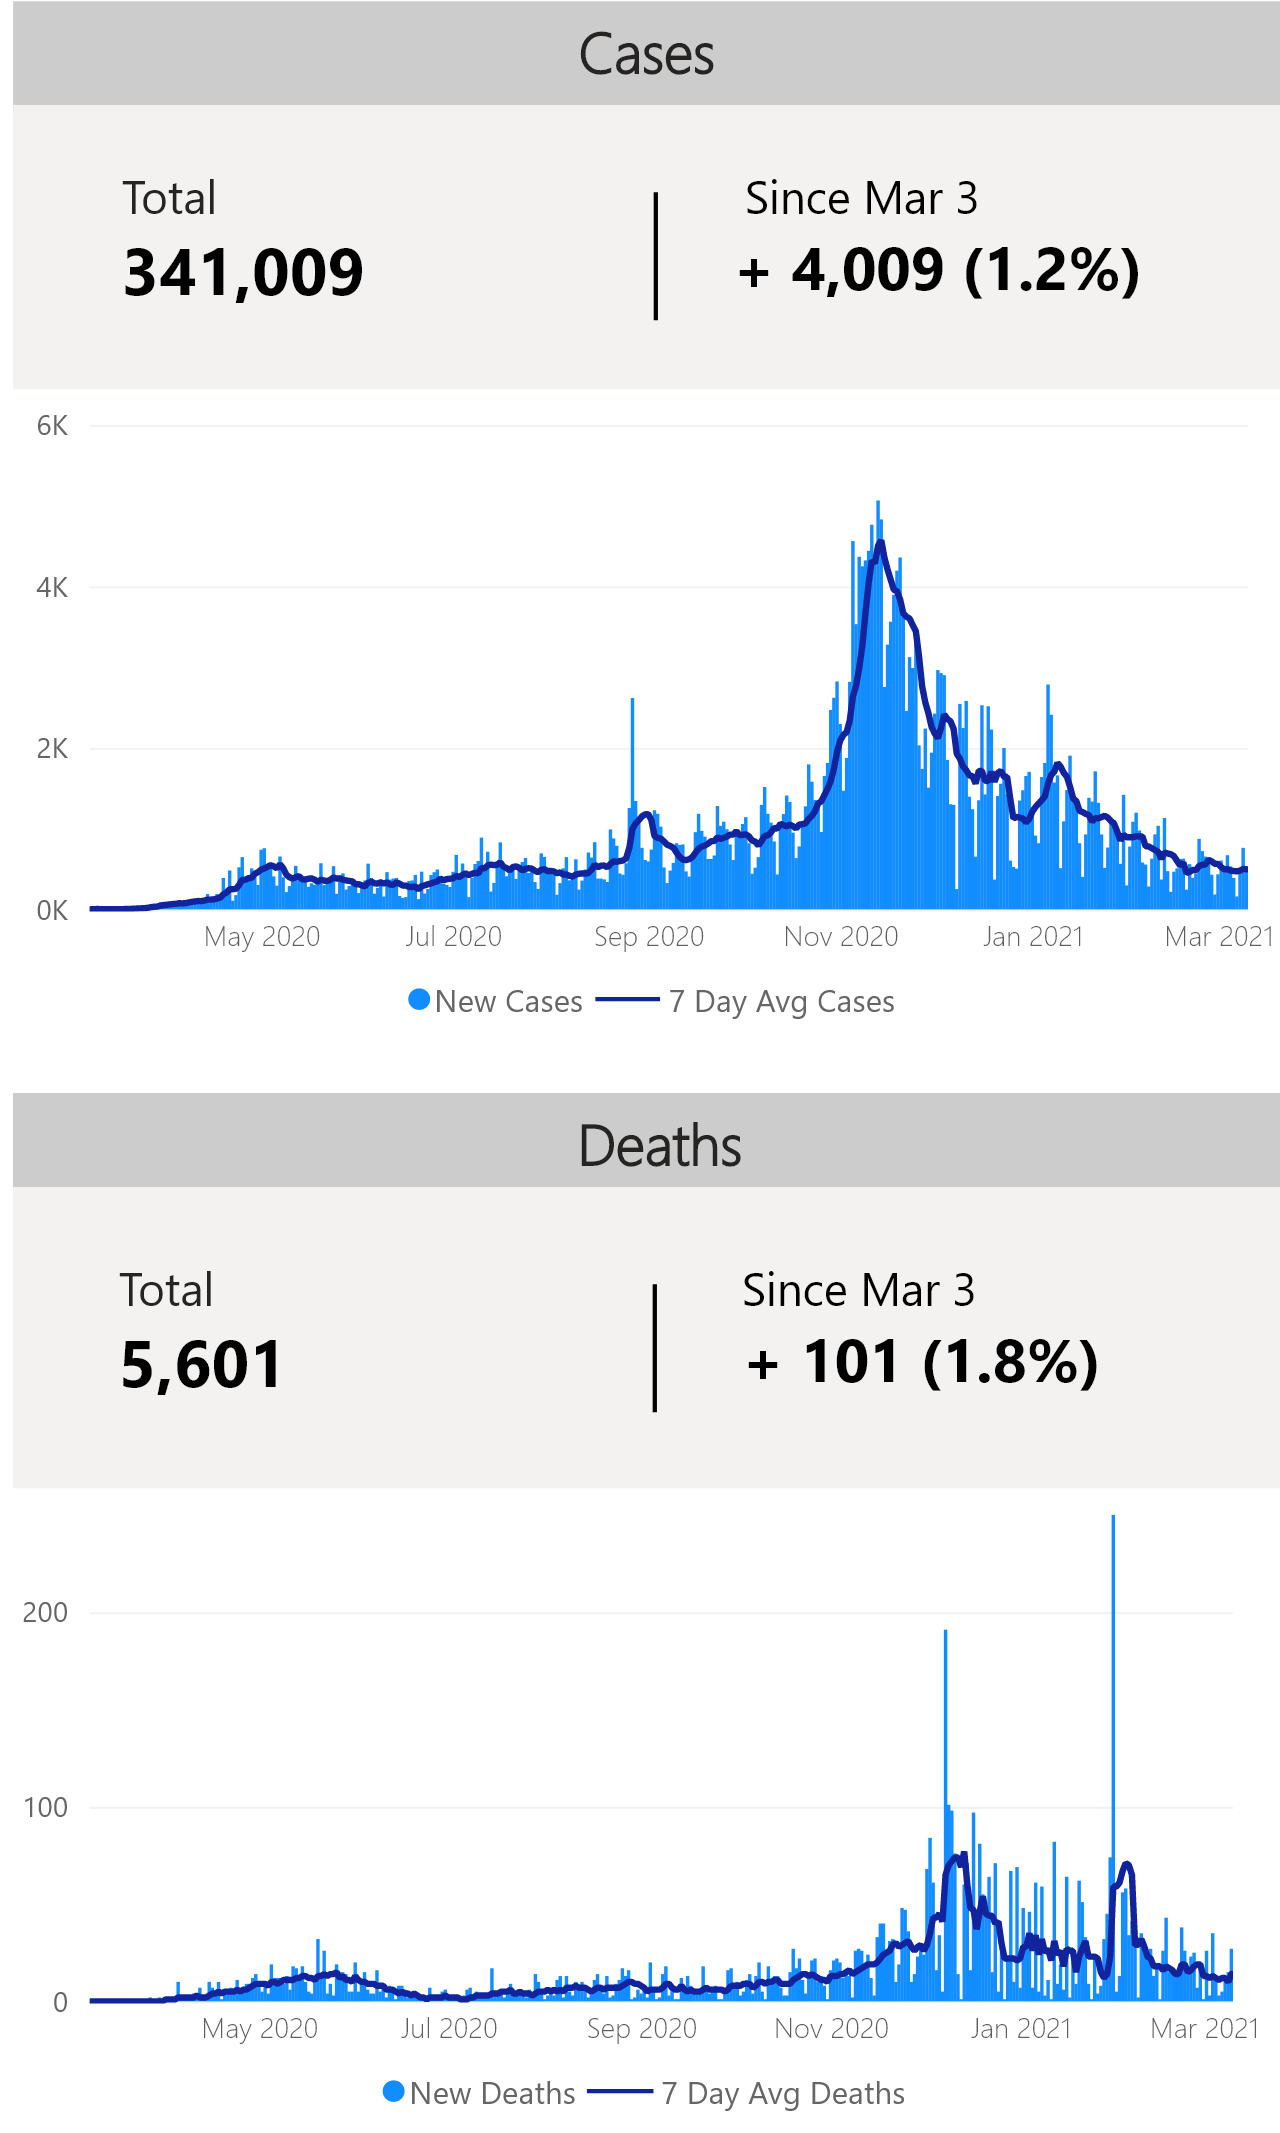 Cases
Total
Since Mar 3
341,009
+ 4,009 (1.2%)
6K
4K
2K
0K
May 2020 Jul 2020 Sep 2020 Nov 2020 Jan 2021 Mar 2021
New Cases 7 Day Avg Cases
Deaths
Total
Since Mar 3
5,601
+ 101 (1.8%)
200
100
0
May 2020 Jul 2020 Sep 2020 Nov 2020 Jan 2021 Mar 2021
New Deaths 7 Day Avg Deaths